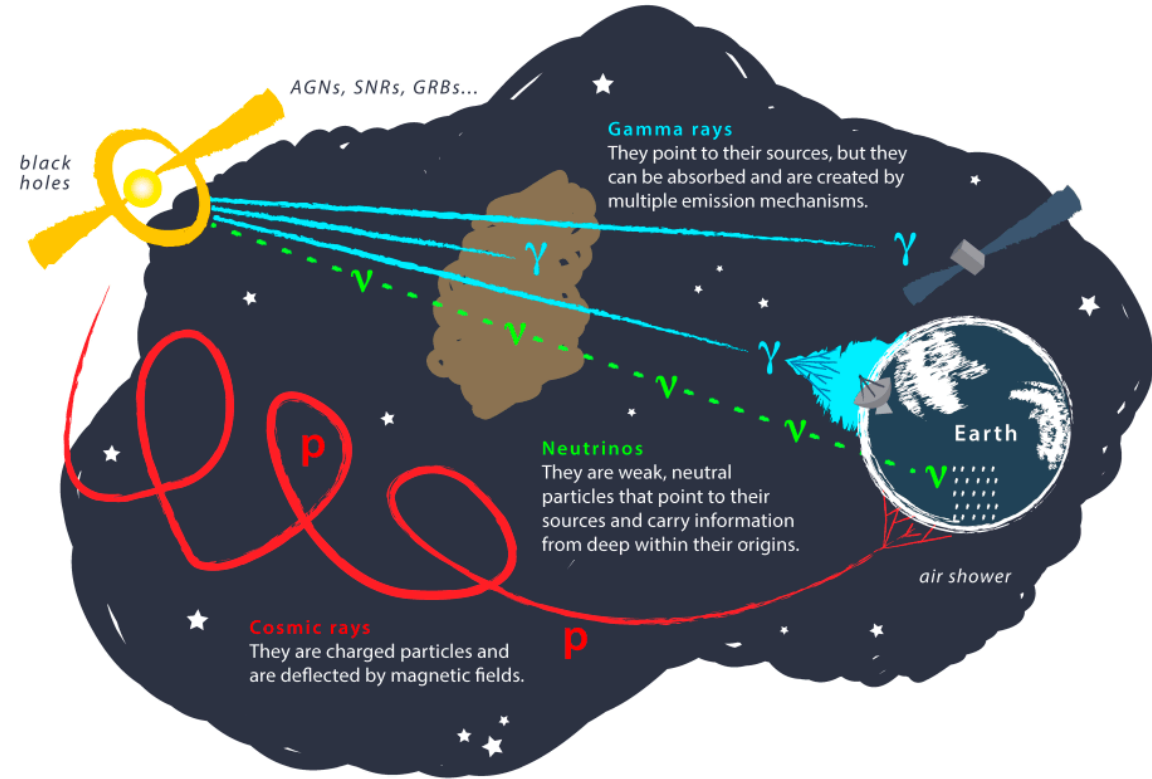 AGNs, SNRs, GRBs...
black
holes
Gamma rays
They point to their sources, but they
can be absorbed and are created by
multiple emission mechanisms.
γ
γ
ν
ν
γ
ν
ν
Earth
ν
p
Neutrinos
They are weak, neutral
particles that point to their
sources and carry information
from deep within their origins.
air shower
p
Cosmic rays
They are charged particles and
are deflected by magnetic fields.